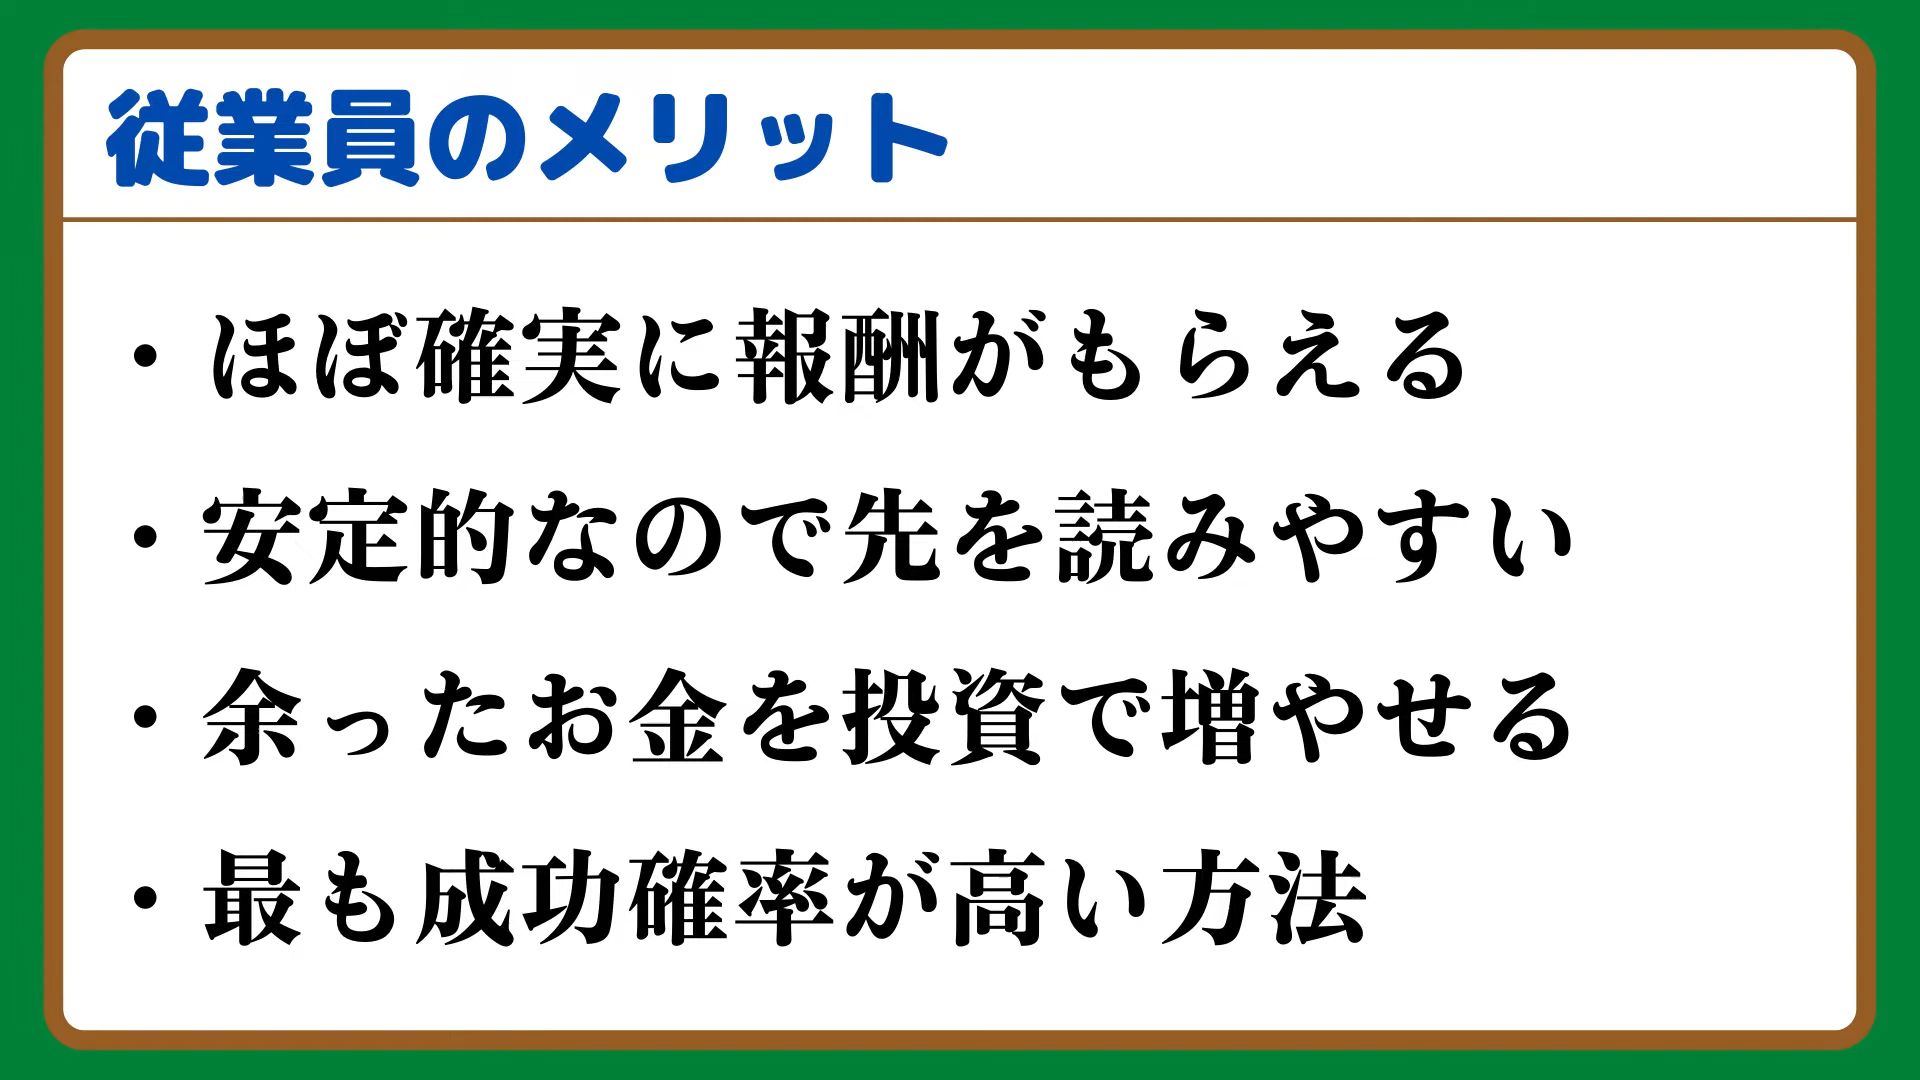 従業員のメリット
・ほぼ確実に報酬がもらえる
・安定的なので先を読みやすい
・余ったお金を投資で増やせる
・最も成功確率が高い方法